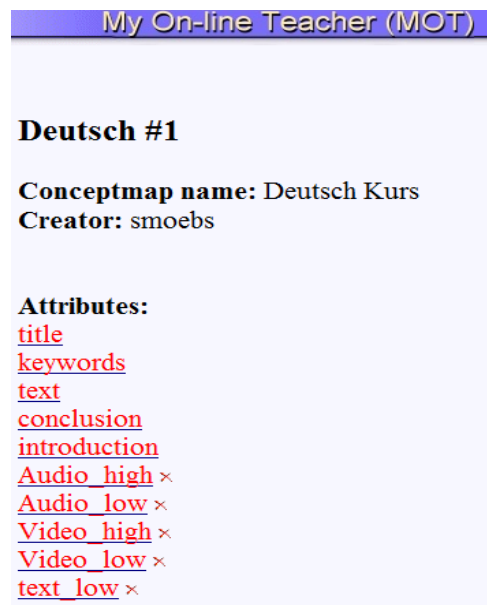 My On-line Teacher (MOT)
Deutsch #1
Conceptmap name: Deutsch Kurs
Creator: smoebs
Attributes:
title
keywords
text
conclusion
introduction
Audio_high ×
Audio_low ×
Video_high ×
Video_low ×
text_low ×